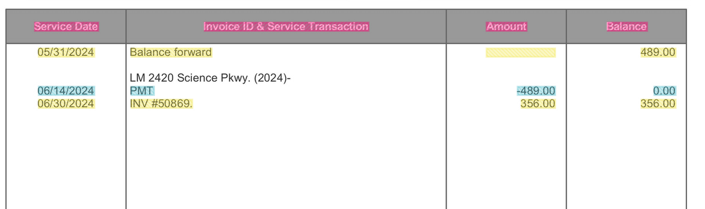 Service Date Invoice ID & Service Transaction Amount Balance
05/31/2024 Balance forward 489.00
LM 2420 Science Pkwy. (2024)-
06/14/2024 PMT -489.00 0.00
06/30/2024 INV #50869. 356.00 356.00